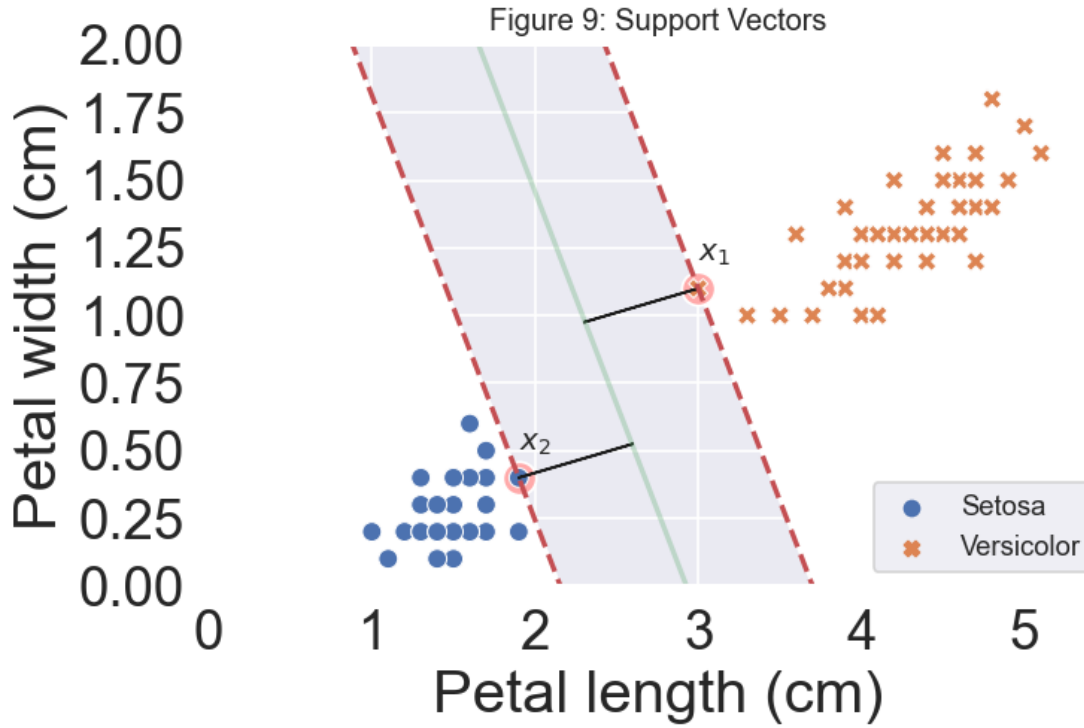 Figure 9: Support Vectors
2.00
1.75
1.50
1.25
1.00
0.75
0.50
0.25
0.00
Petal width (cm)
x₁
x₂
Setosa
Versicolor
0 1 2 3 4 5
Petal length (cm)